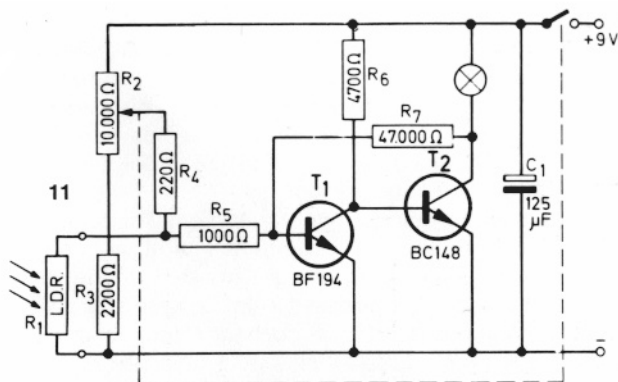 +9V
R2
10.000Ω
R6
4700Ω
R7
47.000Ω
T2
C1
125
μF
11
R4
220Ω
R5
1000Ω
T1
BF194
BC148
R1
L.D.R.
R3
2200Ω
–